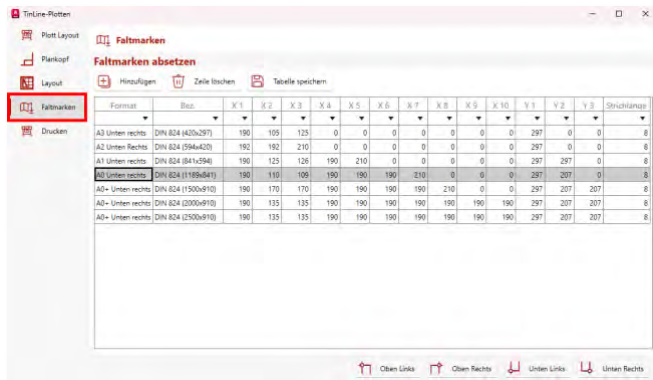 TinLine-Plotten
Plott Layout
Plankopf
Layout
Faltmarken
Drucken
Faltmarken
Faltmarken absetzen
Hinzufügen Zeile löschen Tabelle speichern
Format Bez. X 1 X 2 X 3 X 4 X 5 X 6 X 7 X 8 X 9 X 10 Y 1 Y 2 Y 3 Strichlänge
A3 Unten rechts DIN 824 (420x297) 190 105 125 0 0 0 0 0 0 0 297 0 0 8
A2 Unten Rechts DIN 824 (594x420) 192 192 210 0 0 0 0 0 0 0 297 0 0 8
A1 Unten rechts DIN 824 (841x594) 190 125 126 190 210 0 0 0 0 0 297 297 0 8
A0 Unten rechts DIN 824 (1189x841) 190 110 109 190 190 190 210 0 0 0 297 207 0 8
A0+ Unten rechts DIN 824 (1500x910) 190 170 170 190 190 190 190 210 0 0 297 207 207 8
A0+ Unten rechts DIN 824 (2000x910) 190 135 135 190 190 190 190 190 190 190 297 207 207 8
A0+ Unten rechts DIN 824 (2500x910) 190 135 135 190 190 190 190 190 190 190 297 207 207 8
Oben Links Oben Rechts Unten Links Unten Rechts